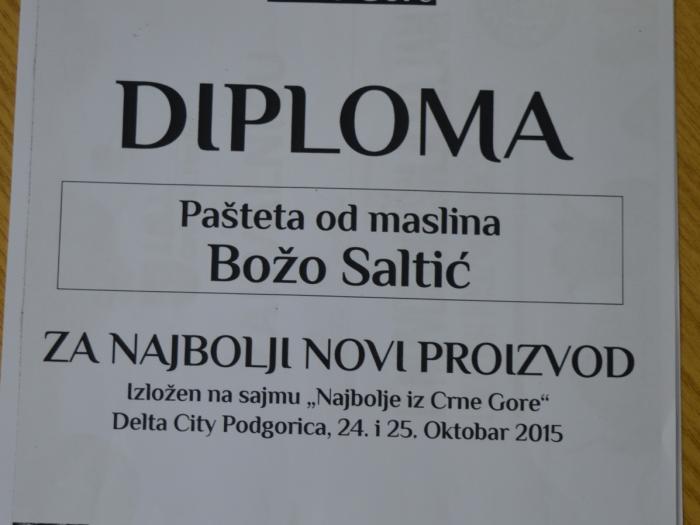 DIPLOMA
Pašteta od maslina
Božo Saltić
ZA NAJBOLJI NOVI PROIZVOD
Izložen na sajmu „Najbolje iz Crne Gore“
Delta City Podgorica, 24. i 25. Oktobar 2015